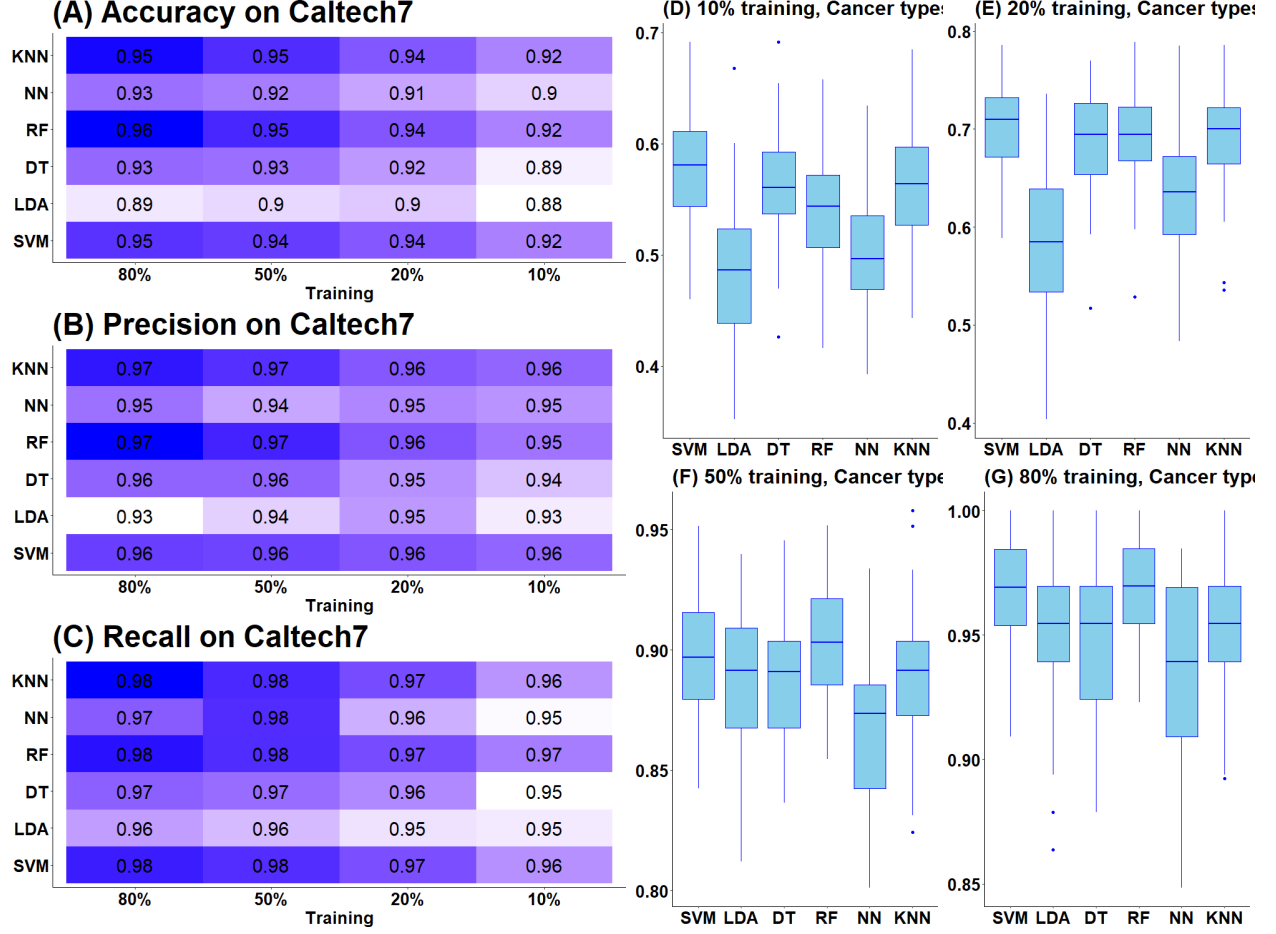 (A) Accuracy on Caltech7
KNN 0.95 0.95 0.94 0.92
NN 0.93 0.92 0.91 0.9
RF 0.96 0.95 0.94 0.92
DT 0.93 0.93 0.92 0.89
LDA 0.89 0.9 0.9 0.88
SVM 0.95 0.94 0.94 0.92
80% 50% 20% 10%
Training
(B) Precision on Caltech7
KNN 0.97 0.97 0.96 0.96
NN 0.95 0.94 0.95 0.95
RF 0.97 0.97 0.96 0.95
DT 0.96 0.96 0.95 0.94
LDA 0.93 0.94 0.95 0.93
SVM 0.96 0.96 0.96 0.96
80% 50% 20% 10%
Training
(C) Recall on Caltech7
KNN 0.98 0.98 0.97 0.96
NN 0.97 0.98 0.96 0.95
RF 0.98 0.98 0.97 0.97
DT 0.97 0.97 0.96 0.95
LDA 0.96 0.96 0.95 0.95
SVM 0.98 0.98 0.97 0.96
80% 50% 20% 10%
Training
(D) 10% training, Cancer types
0.7
0.6
0.5
0.4
SVM LDA DT RF NN KNN
(E) 20% training, Cancer types
0.8
0.7
0.6
0.5
0.4
SVM LDA DT RF NN KNN
(F) 50% training, Cancer type
0.95
0.90
0.85
0.80
SVM LDA DT RF NN KNN
(G) 80% training, Cancer type
1.00
0.95
0.90
0.85
SVM LDA DT RF NN KNN